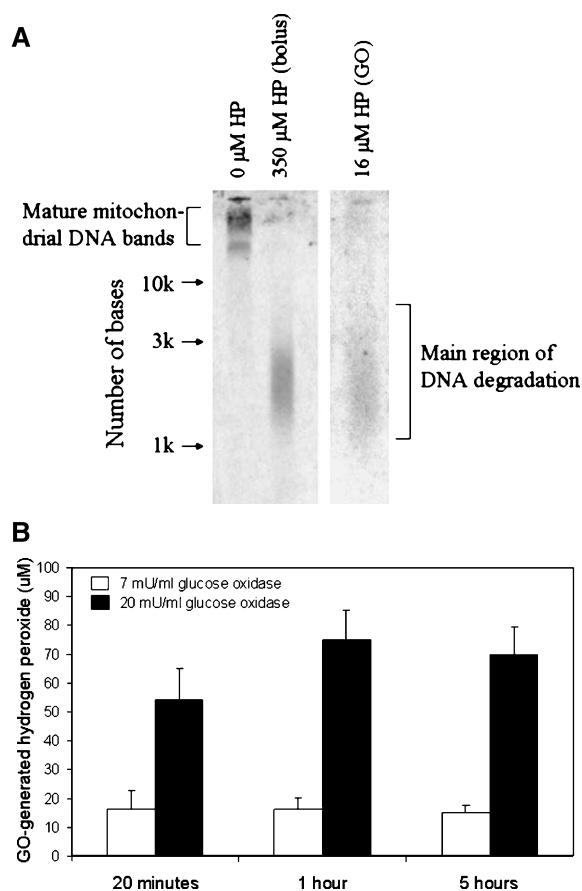 A
0 µM HP
350 µM HP (bolus)
16 µM HP (GO)
Mature mitochon-
drial DNA bands
10k
3k
1k
Number of bases
Main region of
DNA degradation
B
GO-generated hydrogen peroxide (uM)
100
90
80
70
60
50
40
30
20
10
0
7 mU/ml glucose oxidase
20 mU/ml glucose oxidase
20 minutes
1 hour
5 hours